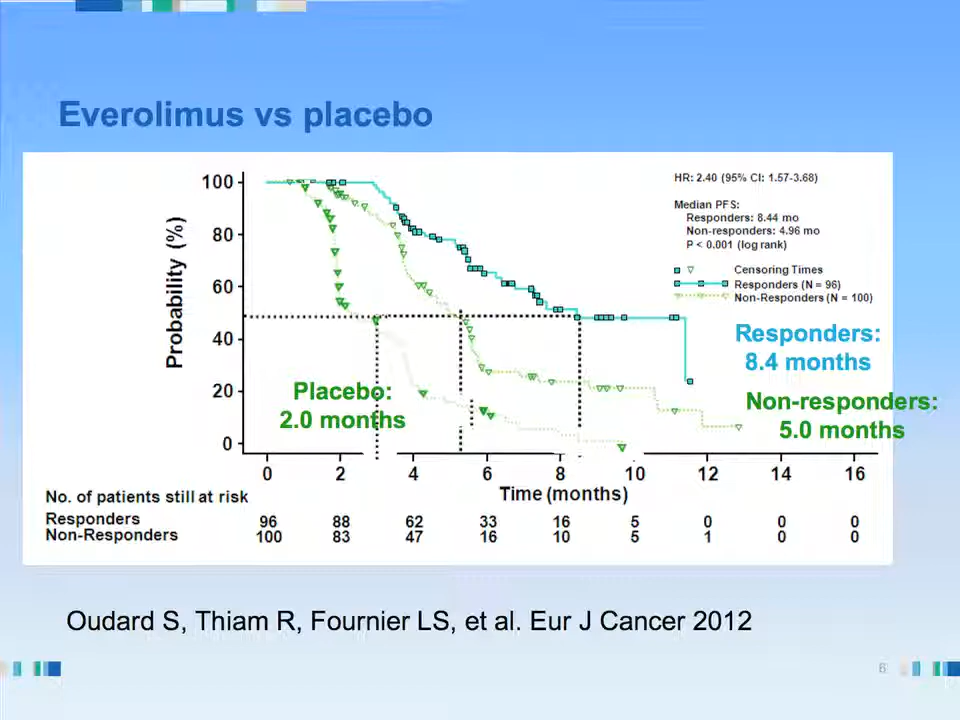 Everolimus vs placebo
HR: 2.40 (95% CI: 1.57-3.68)
Median PFS:
Responders: 8.44 mo
Non-responders: 4.96 mo
P < 0.001 (log rank)
Censoring Times
Responders (N = 96)
Non-Responders (N = 100)
Probability (%)
100
80
60
40
20
0
Responders:
8.4 months
Non-responders:
5.0 months
Placebo:
2.0 months
0 2 4 6 8 10 12 14 16
Time (months)
No. of patients still at risk
Responders 96 88 62 33 16 5 0 0 0
Non-Responders 100 83 47 16 10 5 1 0 0
Oudard S, Thiam R, Fournier LS, et al. Eur J Cancer 2012
6